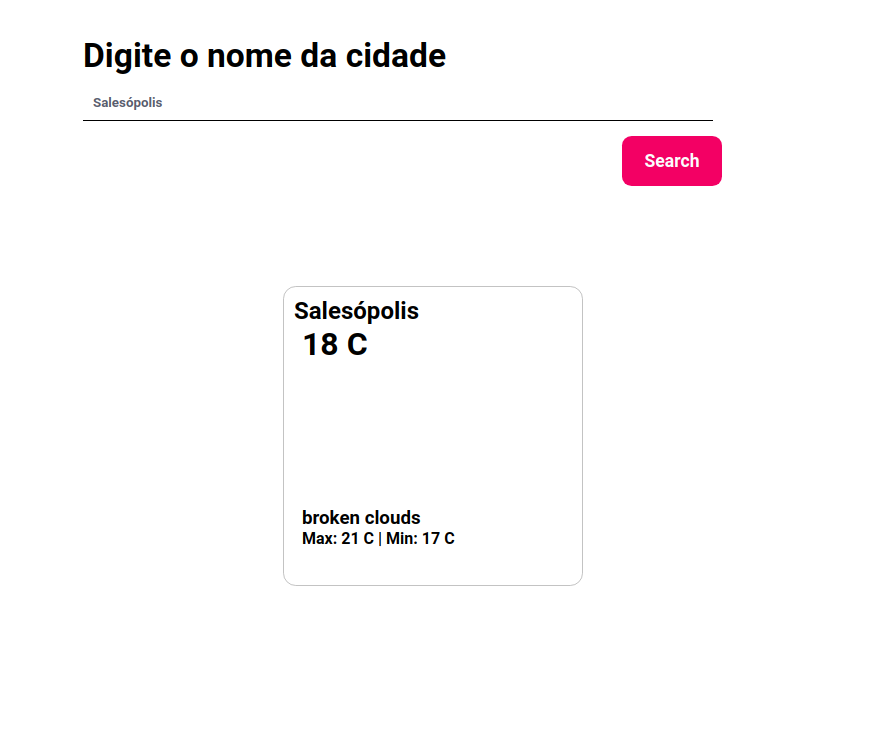 Digite o nome da cidade
Salesópolis
Search
Salesópolis
18 C
broken clouds
Max: 21 C | Min: 17 C